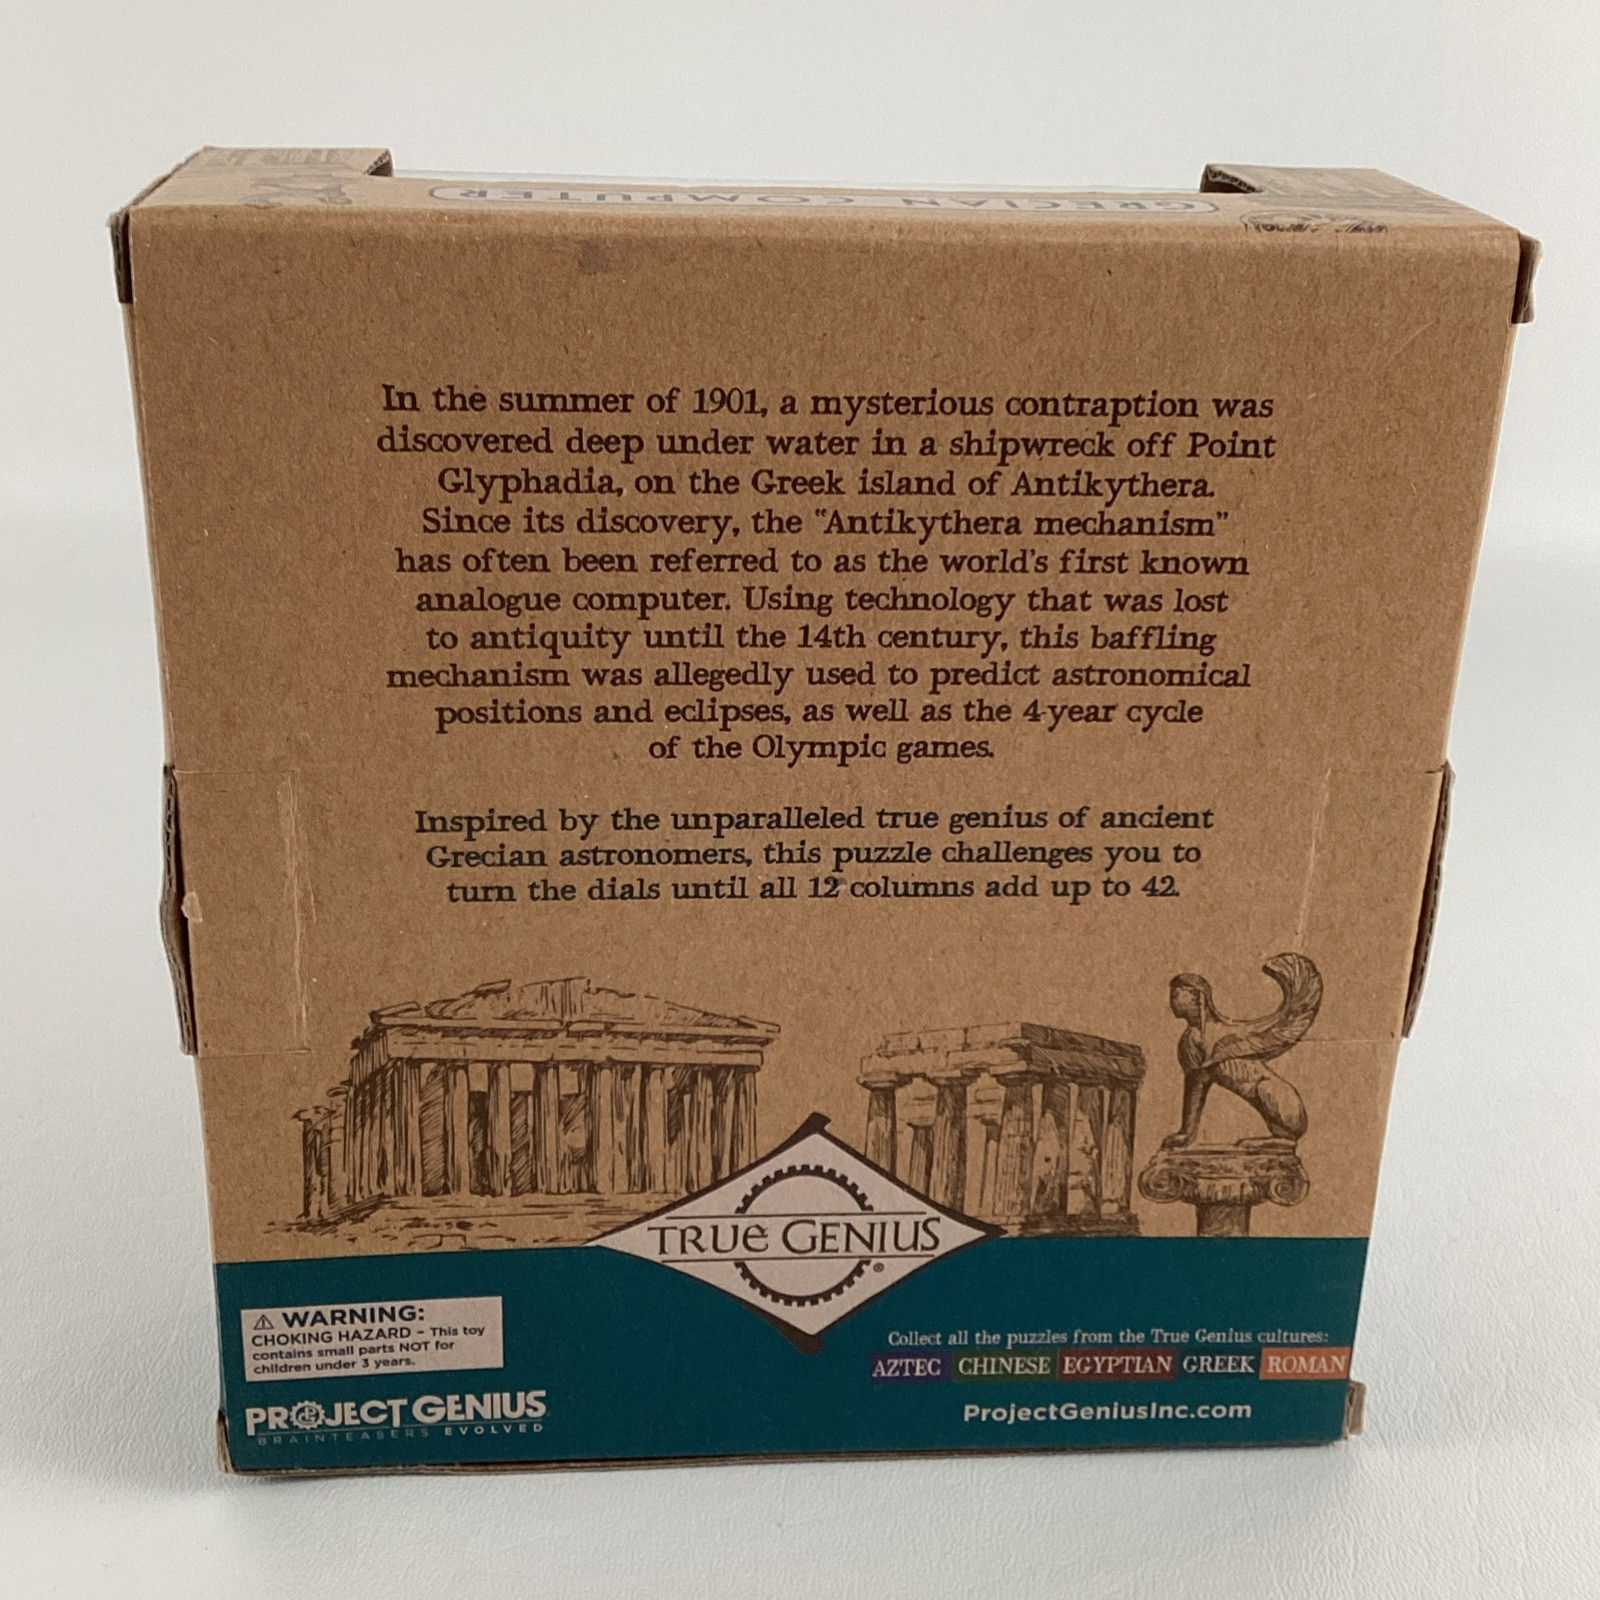 GRECIAN COMPUTER
In the summer of 1901, a mysterious contraption was
discovered deep under water in a shipwreck off Point
Glyphadia, on the Greek island of Antikythera.
Since its discovery, the "Antikythera mechanism"
has often been referred to as the world's first known
analogue computer. Using technology that was lost
to antiquity until the 14th century, this baffling
mechanism was allegedly used to predict astronomical
positions and eclipses, as well as the 4-year cycle
of the Olympic games.
Inspired by the unparalleled true genius of ancient
Grecian astronomers, this puzzle challenges you to
turn the dials until all 12 columns add up to 42.
TRUE GENIUS®
⚠ WARNING:
CHOKING HAZARD – This toy
contains small parts NOT for
children under 3 years.
PROJECT GENIUS
BRAINTEASERS EVOLVED
Collect all the puzzles from the True Genius cultures:
AZTEC CHINESE EGYPTIAN GREEK ROMAN
ProjectGeniusInc.com